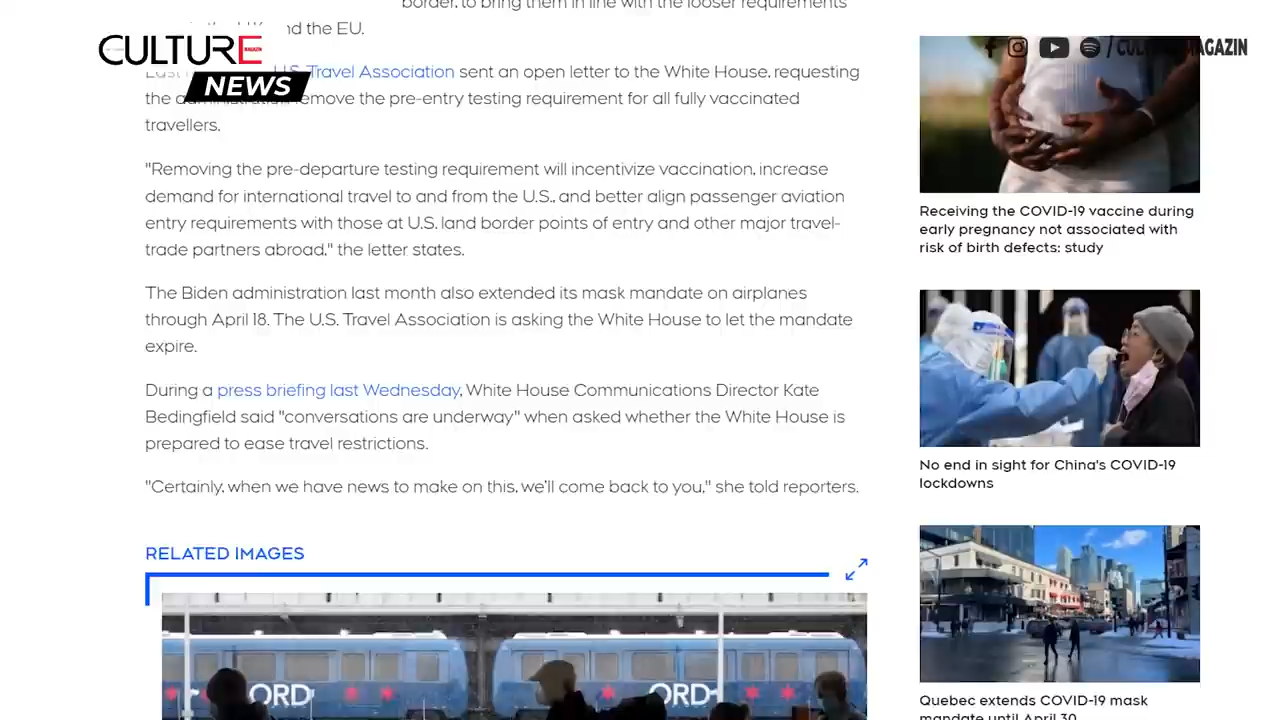 border, to bring them in line with the looser requirements
nd the EU.
CULTURE
MAGAZIN
NEWS
/CUL MAGAZIN
U.S. Travel Association sent an open letter to the White House, requesting
the remove the pre-entry testing requirement for all fully vaccinated
travellers.
"Removing the pre-departure testing requirement will incentivize vaccination, increase
demand for international travel to and from the U.S., and better align passenger aviation
entry requirements with those at U.S. land border points of entry and other major travel-
trade partners abroad," the letter states.
The Biden administration last month also extended its mask mandate on airplanes
through April 18. The U.S. Travel Association is asking the White House to let the mandate
expire.
During a press briefing last Wednesday, White House Communications Director Kate
Bedingfield said "conversations are underway" when asked whether the White House is
prepared to ease travel restrictions.
"Certainly, when we have news to make on this, we'll come back to you," she told reporters.
RELATED IMAGES
ORD
ORD
Receiving the COVID-19 vaccine during
early pregnancy not associated with
risk of birth defects: study
No end in sight for China's COVID-19
lockdowns
Quebec extends COVID-19 mask
mandate until April 30